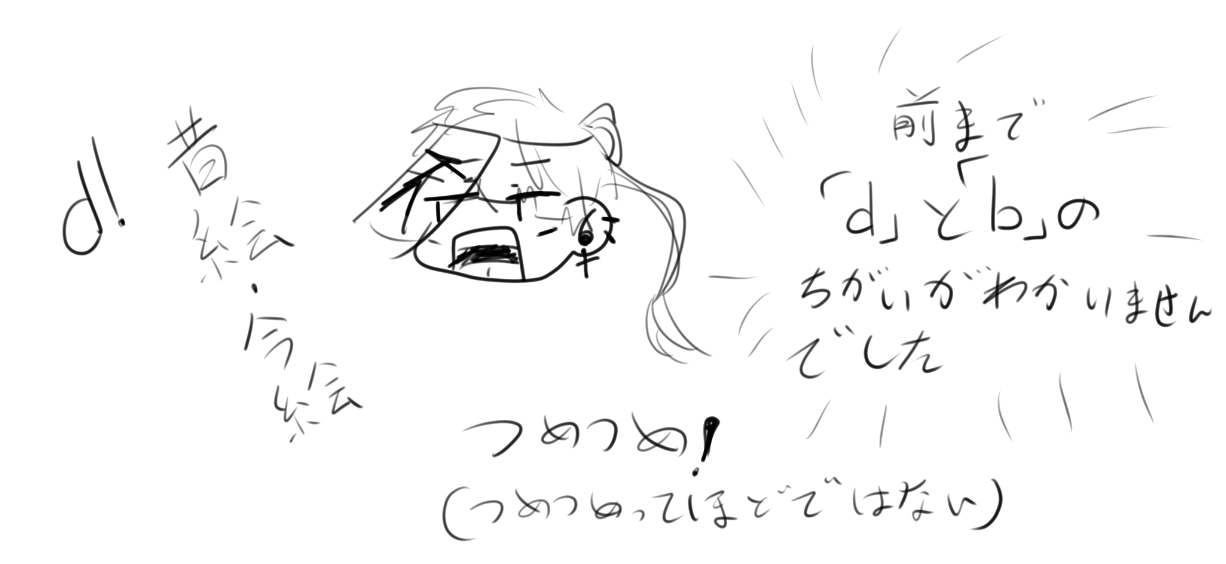 d!
昔
絵
・
今
絵
前まで
「d」と「b」の
ちがいがわかいません
でした
つめつめ!
(つめつめってほどではない)